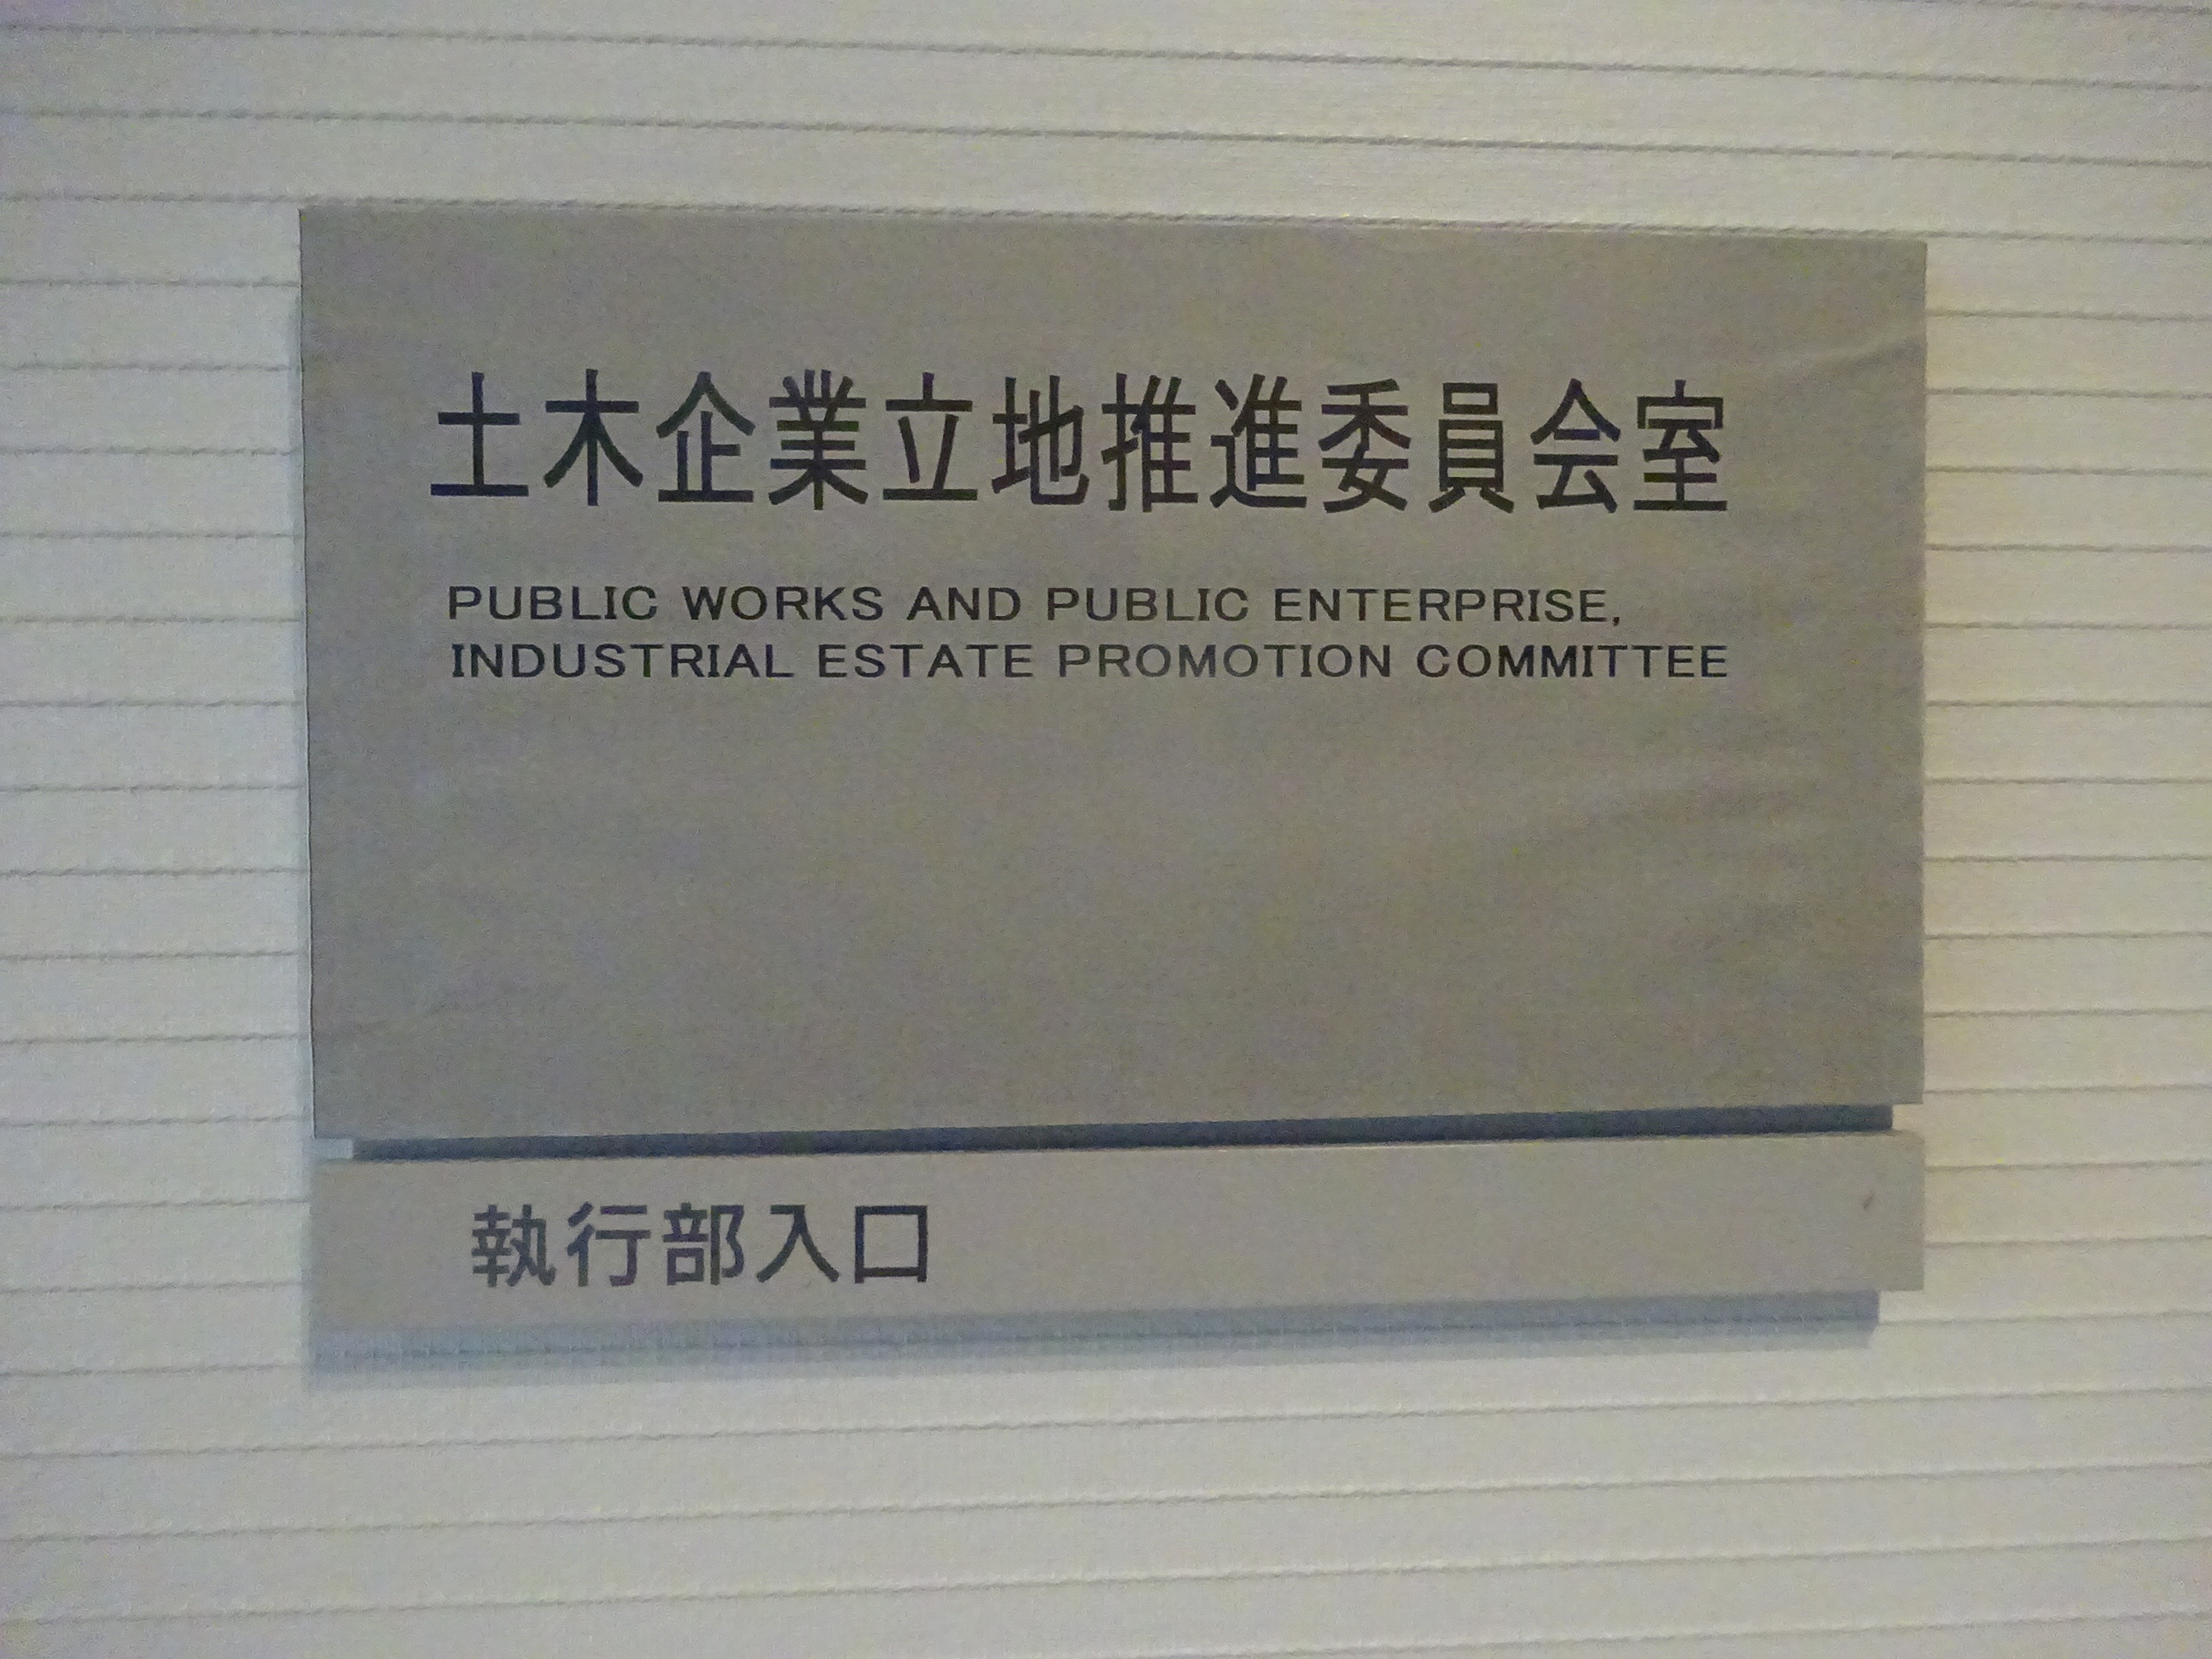 土木企業立地推進委員会室
PUBLIC WORKS AND PUBLIC ENTERPRISE,
INDUSTRIAL ESTATE PROMOTION COMMITTEE
執行部入口